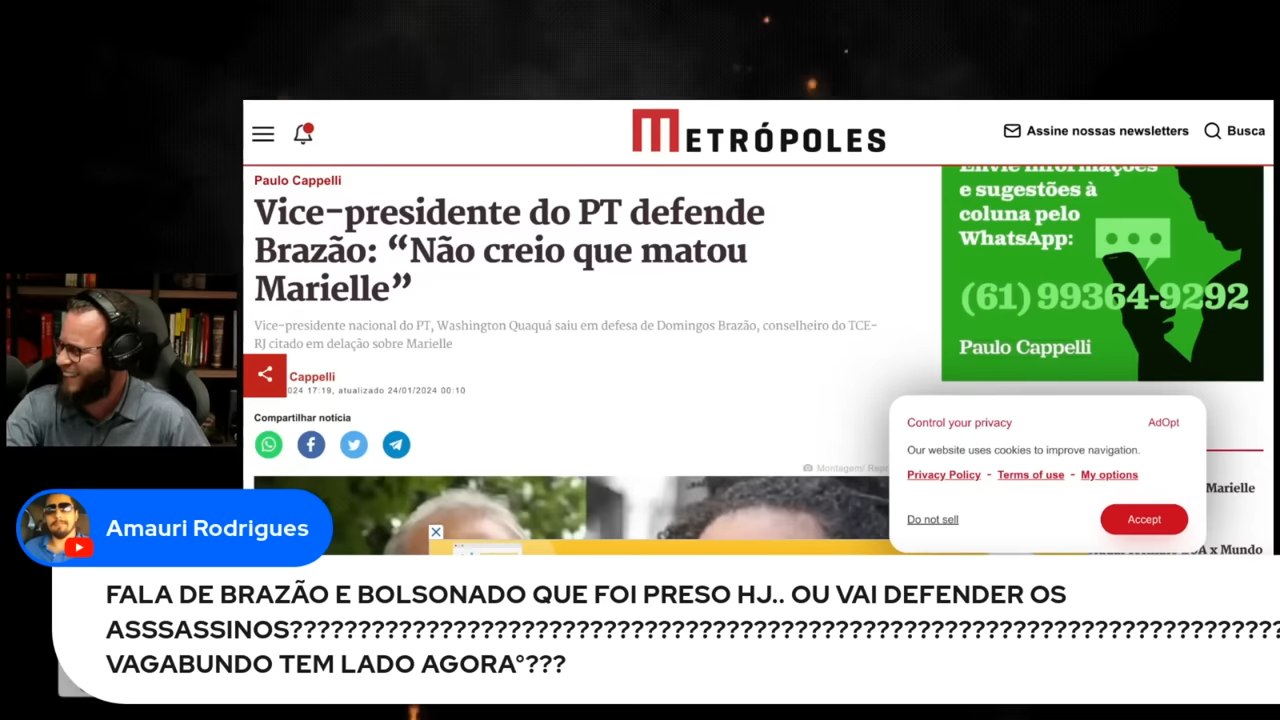 METRÓPOLES
Assine nossas newsletters
Busca
Paulo Cappelli
Vice-presidente do PT defende
Brazão: “Não creio que matou
Marielle”
Vice-presidente nacional do PT, Washington Quaquá saiu em defesa de Domingos Brazão, conselheiro do TCE-
RJ citado em delação sobre Marielle
Cappelli
024 17:19, atualizado 24/01/2024 00:10
Compartilhar notícia
Montagem/ Repr
Envie informações
e sugestões à
coluna pelo
WhatsApp:
(61) 99364-9292
Paulo Cappelli
Control your privacy
AdOpt
Our website uses cookies to improve navigation.
Privacy Policy - Terms of use - My options
Do not sell
Accept
Marielle
A x Mundo
Amauri Rodrigues
FALA DE BRAZÃO E BOLSONADO QUE FOI PRESO HJ.. OU VAI DEFENDER OS
ASSSASSINOS????????????????????????????????????????????????????????????????????????
VAGABUNDO TEM LADO AGORA°???